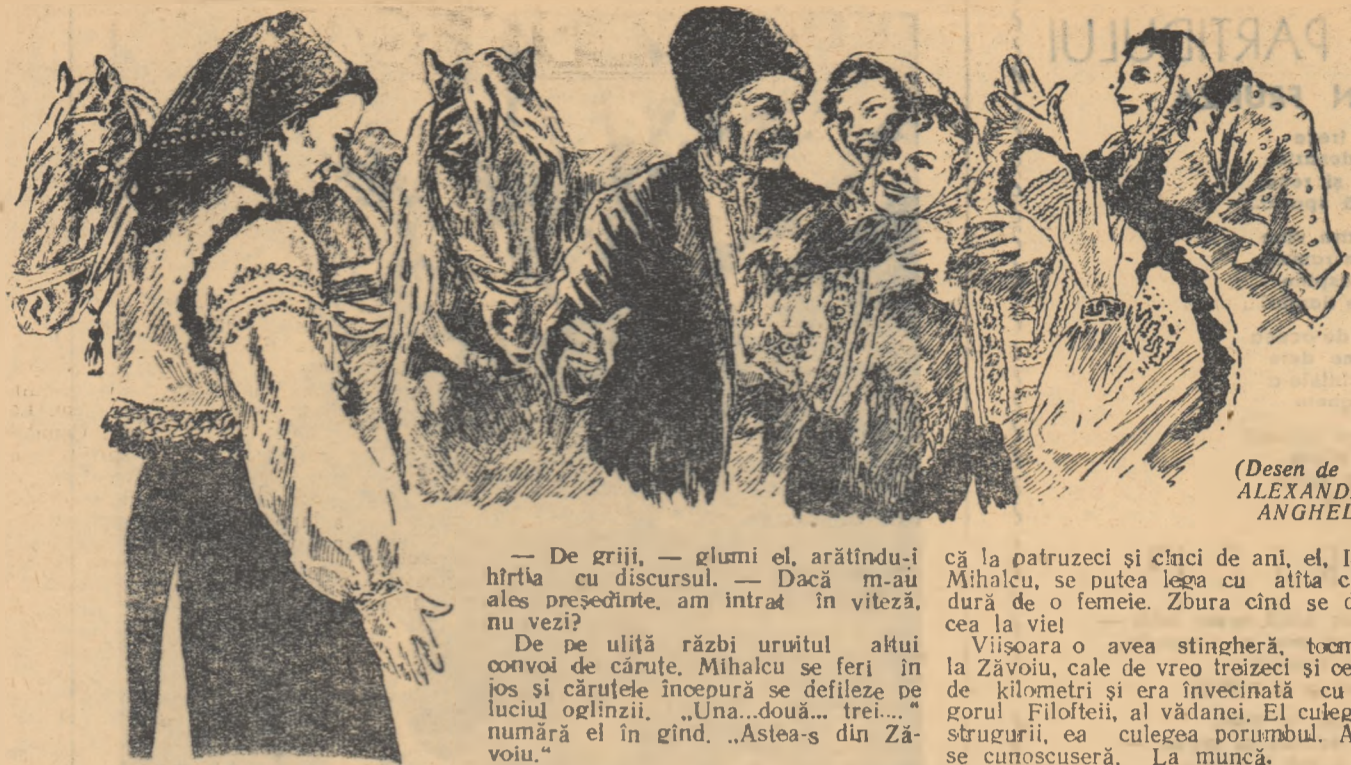 PARTIDULUI
(Desen de
ALEXAND
ANGHEL
— De griji, — glumi el, arătîndu-i
hîrtia cu discursul. — Dacă m-au
ales președinte, am intrat în viteză,
nu vezi?
De pe uliță răzbi uruitul altui
convoi de căruțe. Mihalcu se feri în
jos și căruțele începură se defileze pe
luciul oglinzii. „Una...două... trei...."
numără el în gînd. „Astea-s din Ză-
voiu."
că la patruzeci și cinci de ani, el,
Mihalcu, se putea lega cu atîta c
dură de o femeie. Zbura cînd se d
cea la vie!
Viișoara o avea stingheră, tocm
la Zăvoiu, cale de vreo treizeci și ce
de kilometri și era învecinată cu
gorul Filofteii, al vădanei. El culeg
strugurii, ea culegea porumbul. A
se cunoscuseră. La muncă.